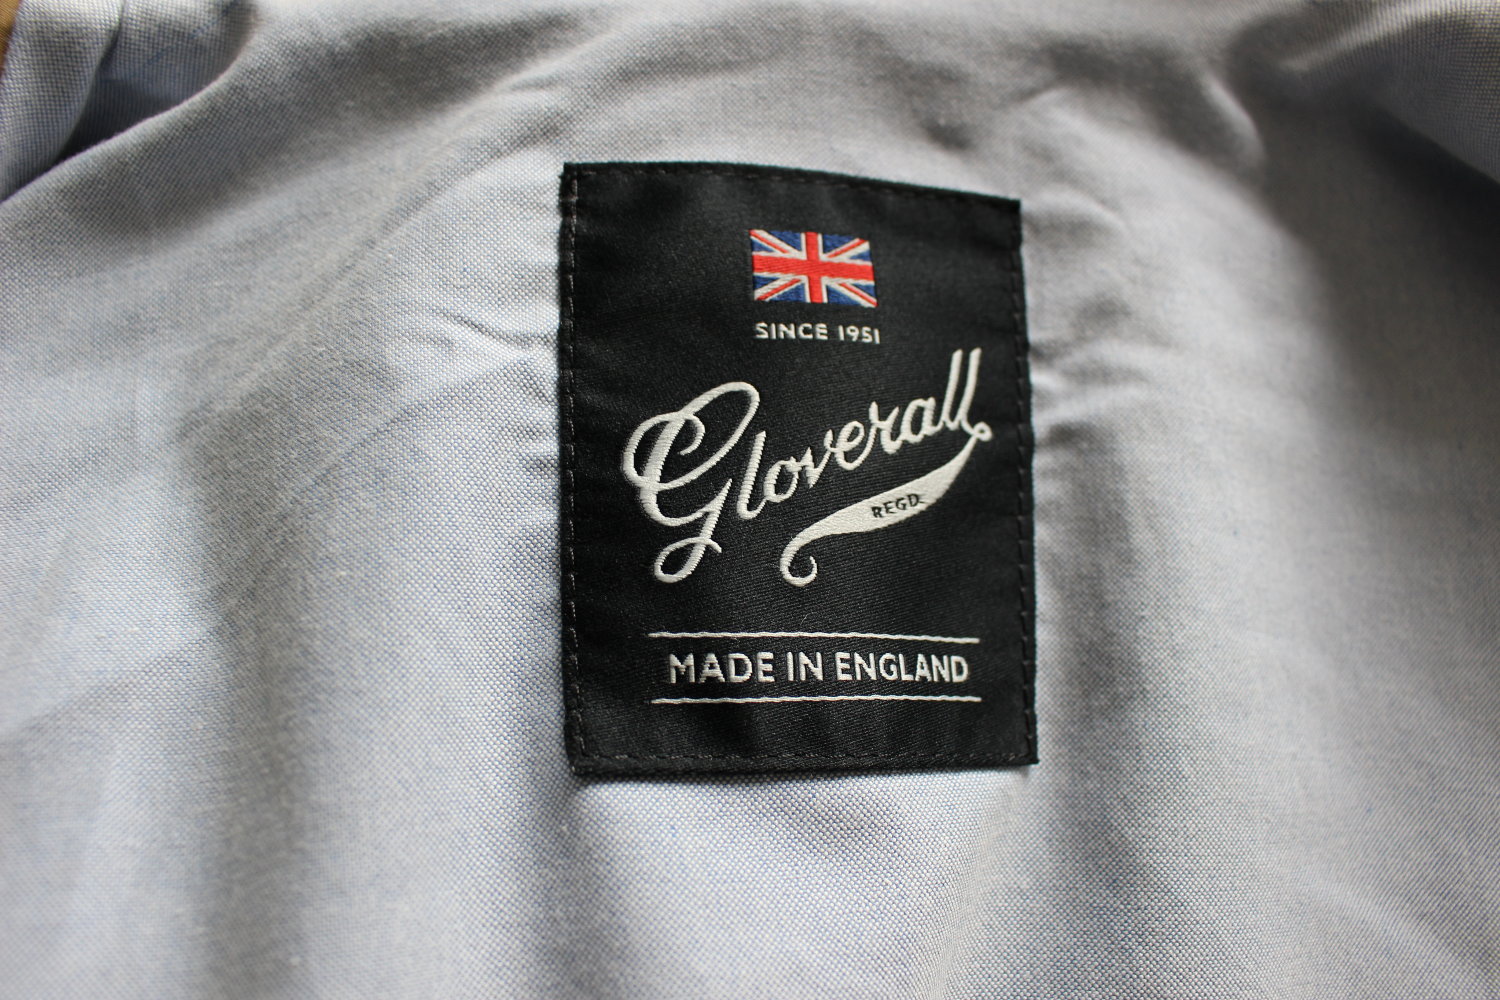 SINCE 1951
Gloverall
REGD
MADE IN ENGLAND